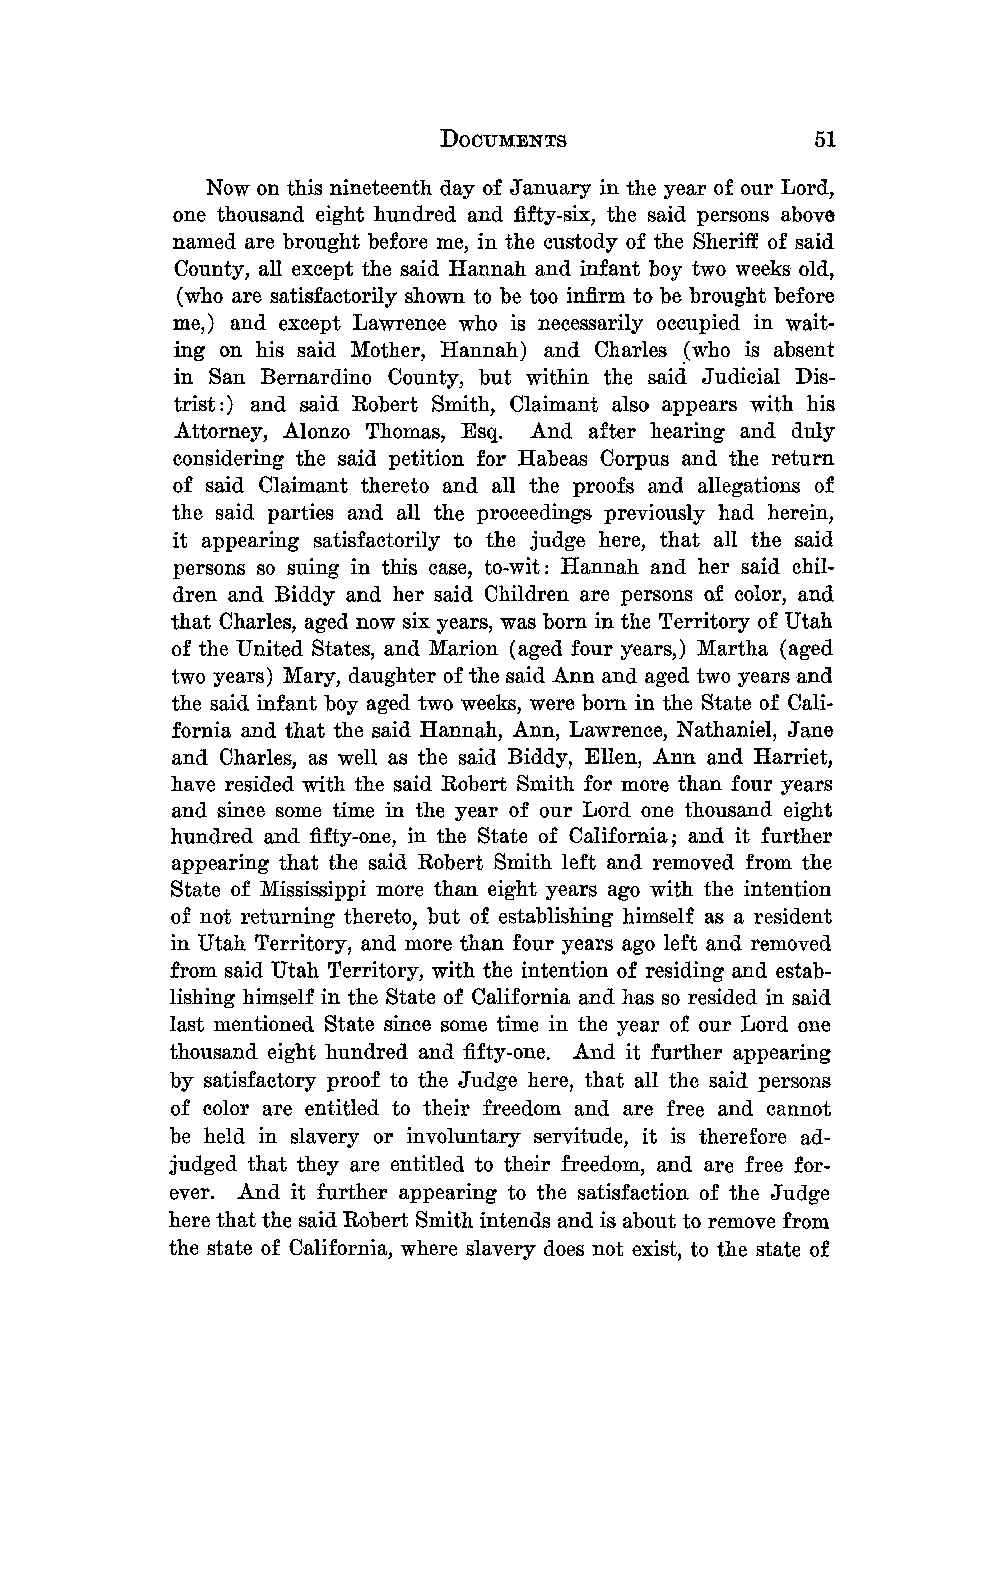 DOCUMENTS 51
Now on this nineteenth day of January in the year of our Lord,
one thousand eight hundred and fifty-six, the said persons above
named are brought before me, in the custody of the Sheriff of said
County, all except the said Hannah and infant boy two weeks old,
(who are satisfactorily shown to be too infirm to be brought before
me,) and except Lawrence who is necessarily occupied in wait-
ing on his said Mother, Hannah) and Charles (who is absent
in San Bernardino County, but within the said Judicial Dis-
trist:) and said Robert Smith, Claimant also appears with his
Attorney, Alonzo Thomas, Esq. And after hearing and duly
considering the said petition for Habeas Corpus and the return
of said Claimant thereto and all the proofs and allegations of
the said parties and all the proceedings previously had herein,
it appearing satisfactorily to the judge here, that all the said
persons so suing in this case, to-wit: Hannah and her said chil-
dren and Biddy and her said Children are persons of color, and
that Charles, aged now six years, was born in the Territory of Utah
of the United States, and Marion (aged four years,) Martha (aged
two years) Mary, daughter of the said Ann and aged two years and
the said infant boy aged two weeks, were born in the State of Cali-
fornia and that the said Hannah, Ann, Lawrence, Nathaniel, Jane
and Charles, as well as the said Biddy, Ellen, Ann and Harriet,
have resided with the said Robert Smith for more than four years
and since some time in the year of our Lord one thousand eight
hundred and fifty-one, in the State of California; and it further
appearing that the said Robert Smith left and removed from the
State of Mississippi more than eight years ago with the intention
of not returning thereto, but of establishing himself as a resident
in Utah Territory, and more than four years ago left and removed
from said Utah Territory, with the intention of residing and estab-
lishing himself in the State of California and has so resided in said
last mentioned State since some time in the year of our Lord one
thousand eight hundred and fifty-one. And it further appearing
by satisfactory proof to the Judge here, that all the said persons
of color are entitled to their freedom and are free and cannot
be held in slavery or involuntary servitude, it is therefore ad-
judged that they are entitled to their freedom, and are free for-
ever. And it further appearing to the satisfaction of the Judge
here that the said Robert Smith intends and is about to remove from
the state of California, where slavery does not exist, to the state of